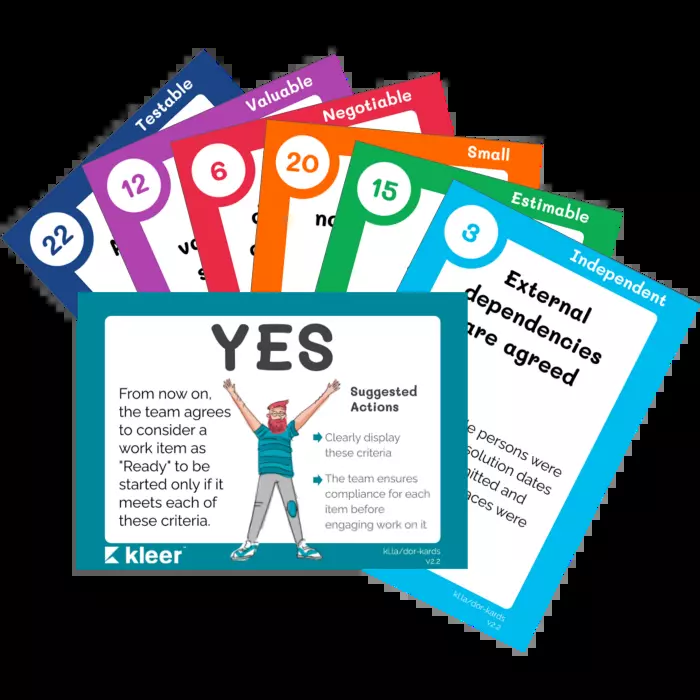 Testable
22
Valuable
12
Negotiable
6
Small
20
Estimable
15
Independent
3
External
dependencies
are agreed
persons were
solution dates
and
were
kl.la/dor-kards
v2.2
YES
From now on,
the team agrees
to consider a
work item as
"Ready" to be
started only if it
meets each of
these criteria.
Suggested
Actions
Clearly display
these criteria
The team ensures
compliance for each
item before
engaging work on it
kleer
kl.la/dor-kards
v2.2